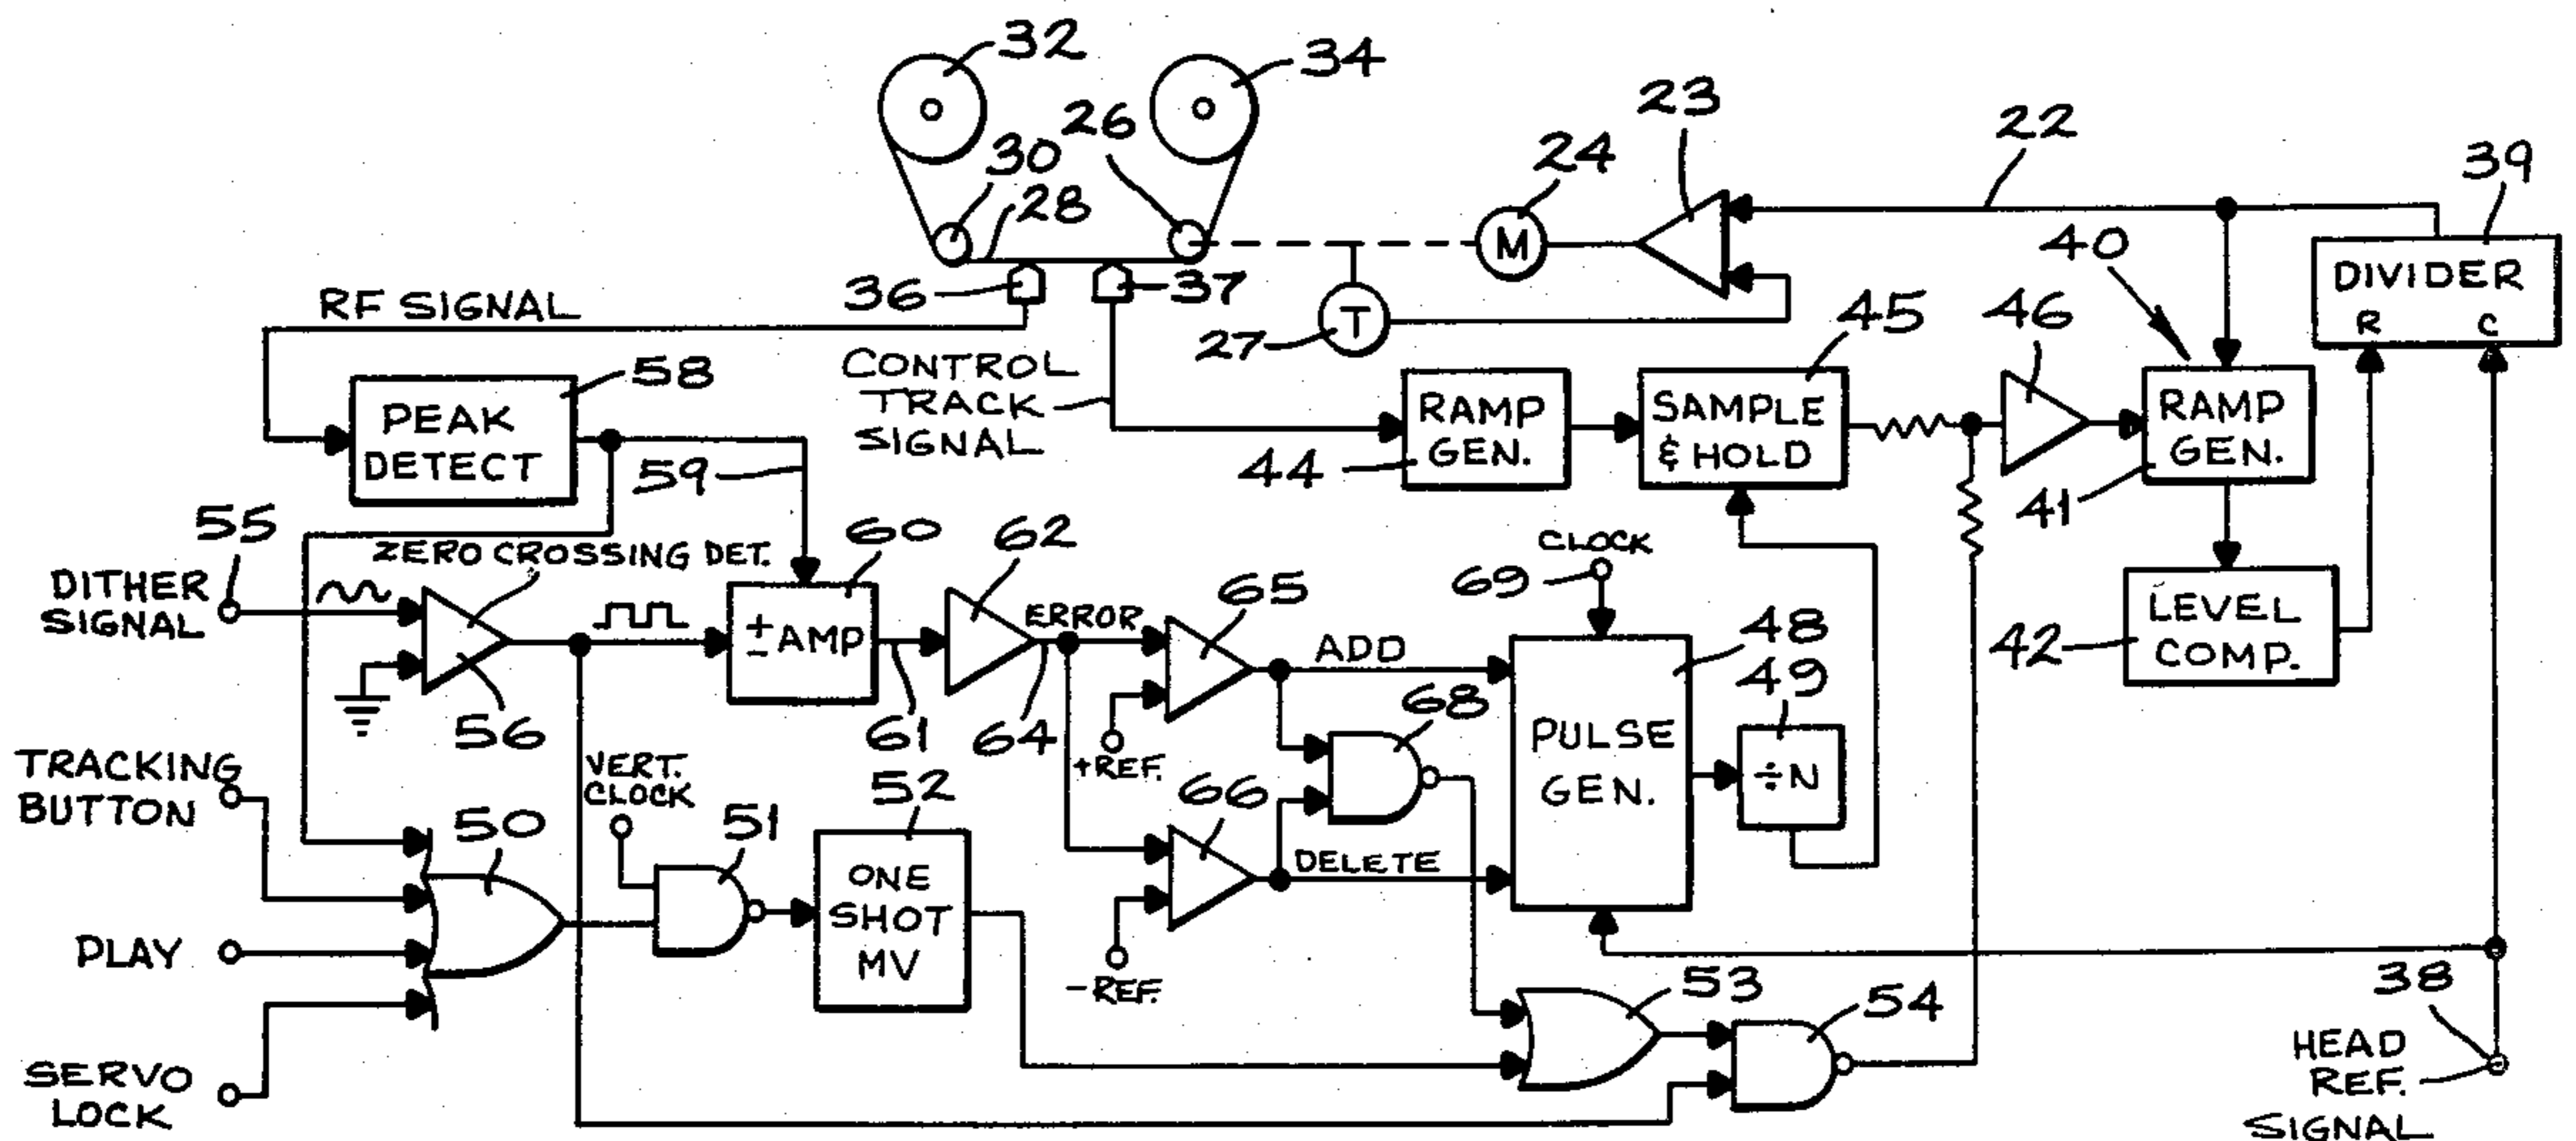 32
34
26
23
22
39
30
28
24
40
DIVIDER
R C
M
36
37
27
T
45
46
RF SIGNAL
CONTROL
TRACK
SIGNAL
58
PEAK
DETECT
59
44
RAMP
GEN.
SAMPLE
& HOLD
RAMP
GEN.
41
55
ZERO CROSSING DET.
60
62
CLOCK
69
65
DITHER
SIGNAL
56
+
- AMP
61
ERROR
64
+REF.
ADD
68
48
49
LEVEL
COMP.
42
PULSE
GEN.
÷N
TRACKING
BUTTON
50
VERT.
CLOCK
51
52
ONE
SHOT
MV
66
DELETE
-REF.
PLAY
SERVO
LOCK
53
54
38
HEAD
REF.
SIGNAL